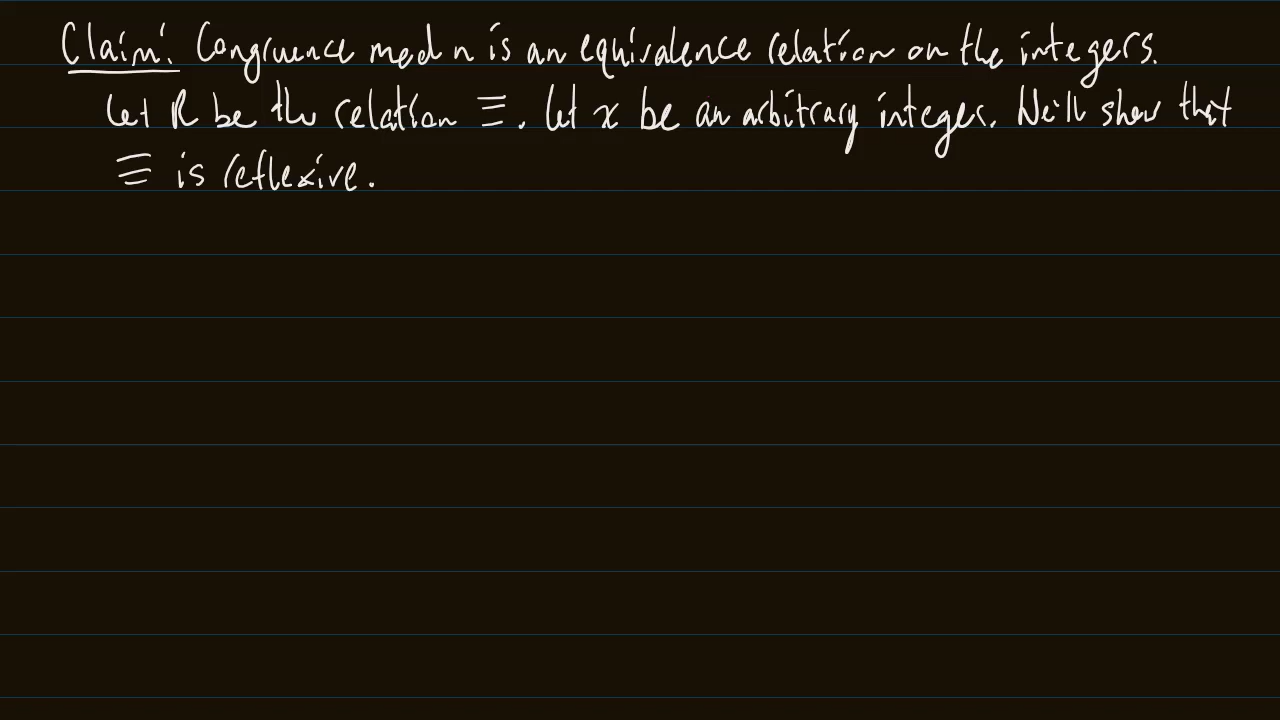 Claim: Congruence mod n is an equivalence relation on the integers.
Let R be the relation ≡. Let x be an arbitrary integer. We'll show that
≡ is reflexive.